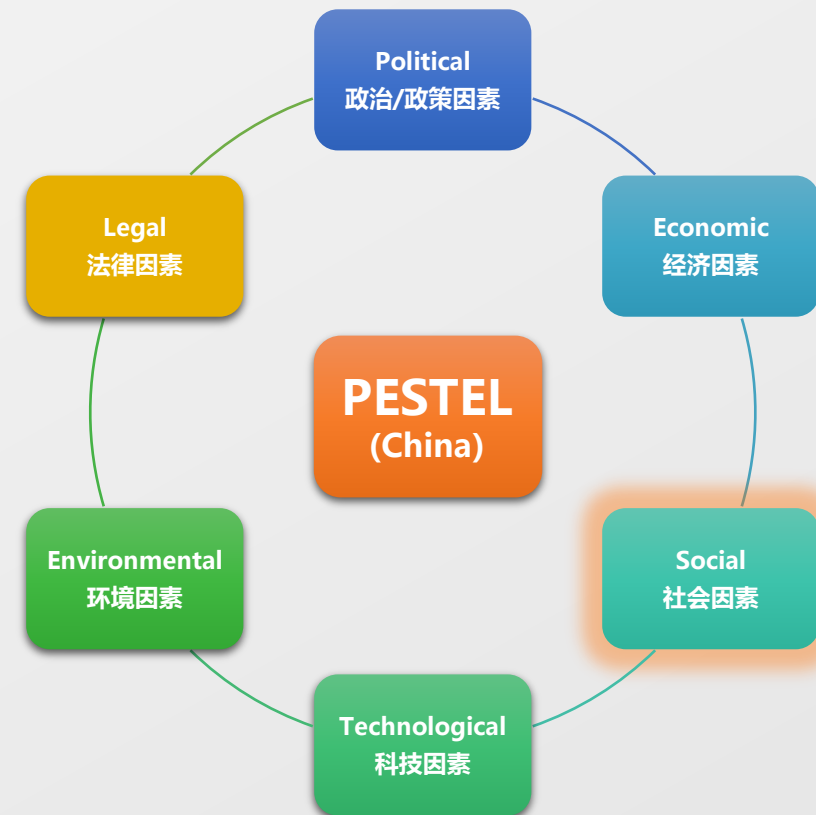 Political
政治/政策因素
Legal
法律因素
Economic
经济因素
PESTEL
(China)
Environmental
环境因素
Social
社会因素
Technological
科技因素